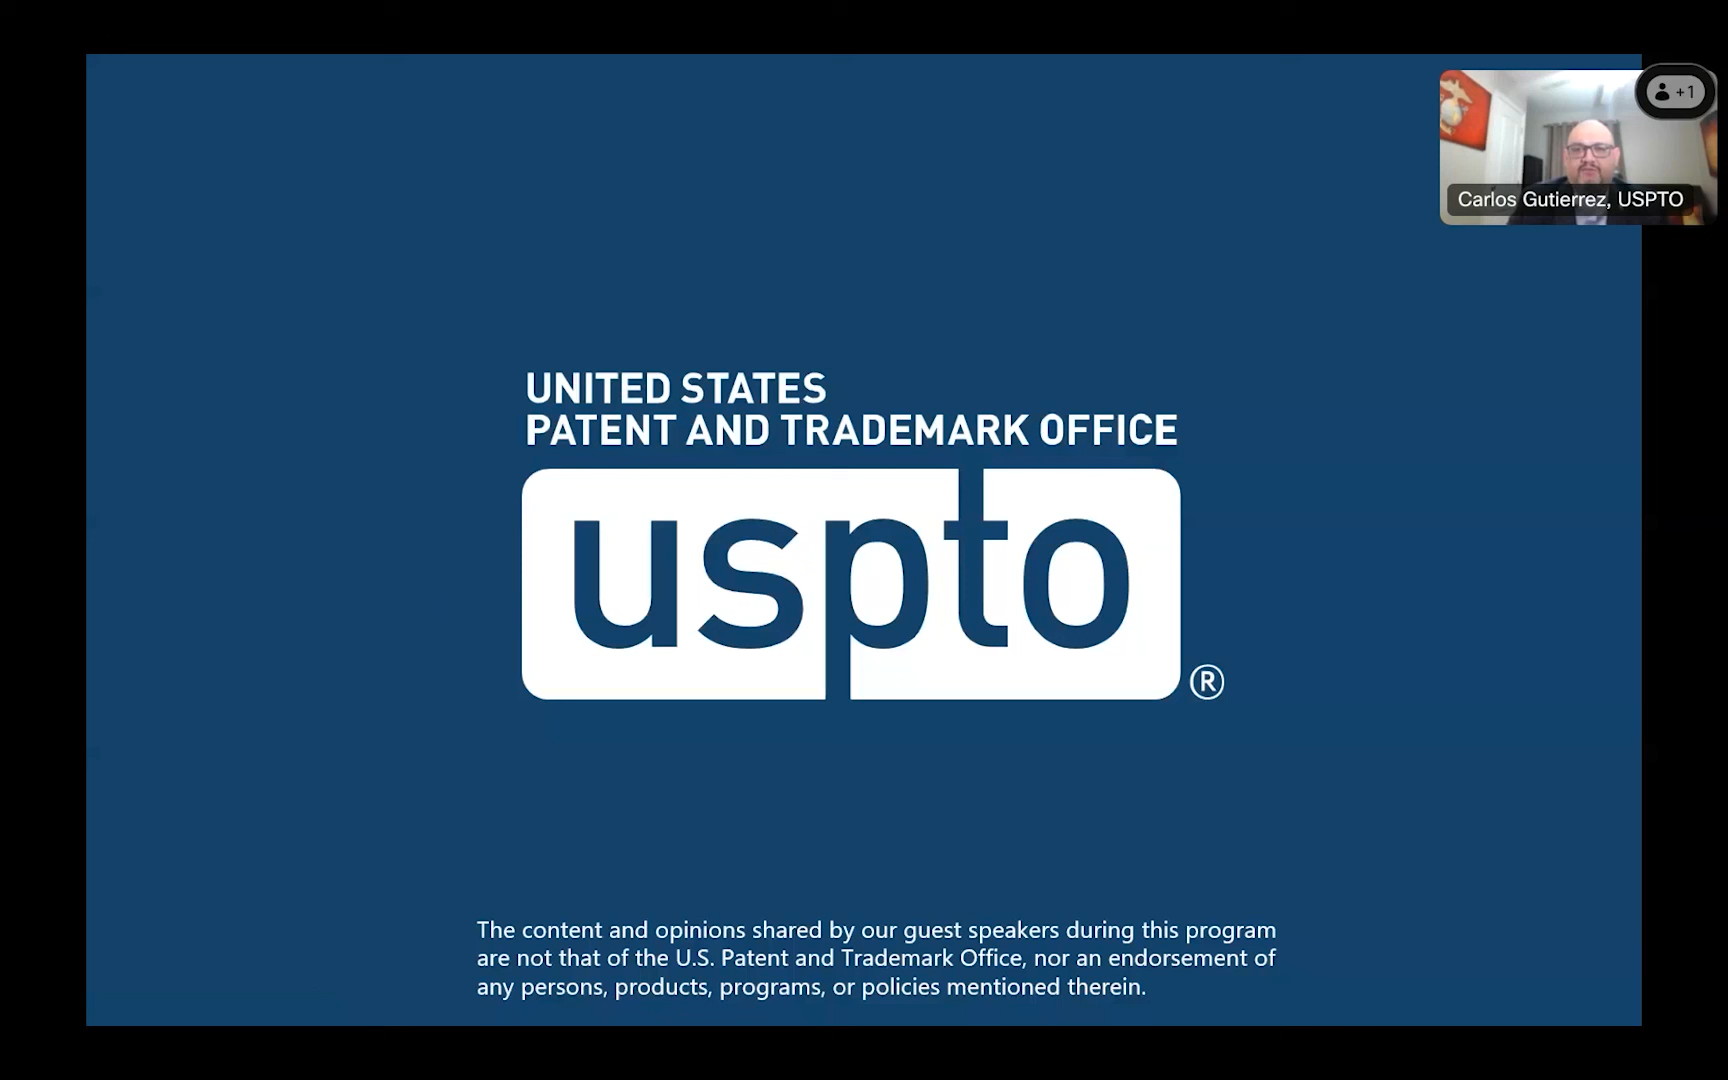 +1
Carlos Gutierrez, USPTO
UNITED STATES
PATENT AND TRADEMARK OFFICE
uspto
®
The content and opinions shared by our guest speakers during this program
are not that of the U.S. Patent and Trademark Office, nor an endorsement of
any persons, products, programs, or policies mentioned therein.